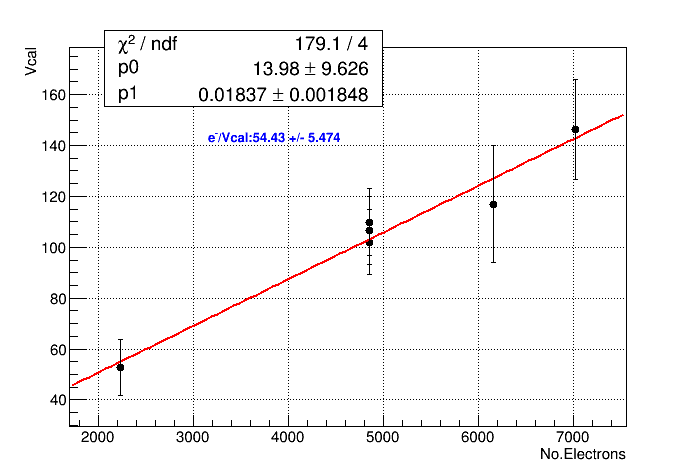 χ² / ndf 179.1 / 4
p0 13.98 ± 9.626
p1 0.01837 ± 0.001848
e⁻/Vcal:54.43 +/- 5.474
Vcal
160
140
120
100
80
60
40
2000 3000 4000 5000 6000 7000
No.Electrons